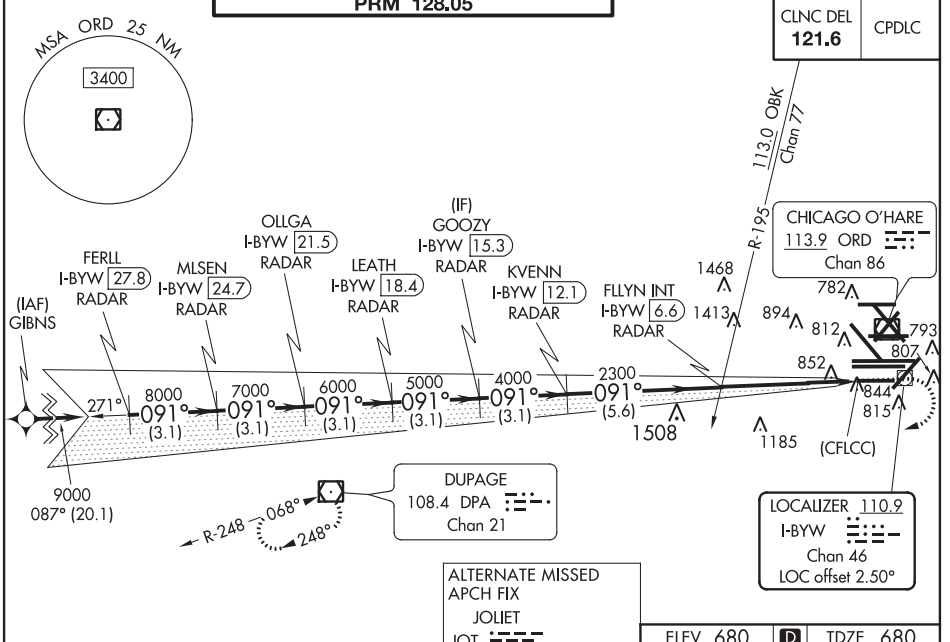 PRM 128.05
CLNC DEL
121.6
CPDLC
MSA ORD 25 NM
3400
113.0 OBK
Chan 77
R-195
CHICAGO O'HARE
113.9 ORD
Chan 86
(IAF)
GIBNS
FERLL
I-BYW 27.8
RADAR
MLSEN
I-BYW 24.7
RADAR
OLLGA
I-BYW 21.5
RADAR
LEATH
I-BYW 18.4
RADAR
(IF)
GOOZY
I-BYW 15.3
RADAR
KVENN
I-BYW 12.1
RADAR
FLLYN INT
I-BYW 6.6
RADAR
1468
1413
894
782
812
793
807
852
844
815
271°
8000
091°
(3.1)
7000
091°
(3.1)
6000
091°
(3.1)
5000
091°
(3.1)
4000
091°
(3.1)
2300
091°
(5.6)
1508
1185
(CFLCC)
9000
087° (20.1)
R-248
068°
248°
DUPAGE
108.4 DPA
Chan 21
LOCALIZER 110.9
I-BYW
Chan 46
LOC offset 2.50°
ALTERNATE MISSED
APCH FIX
JOLIET
JOT
ELEV 680
D
TDZE 680